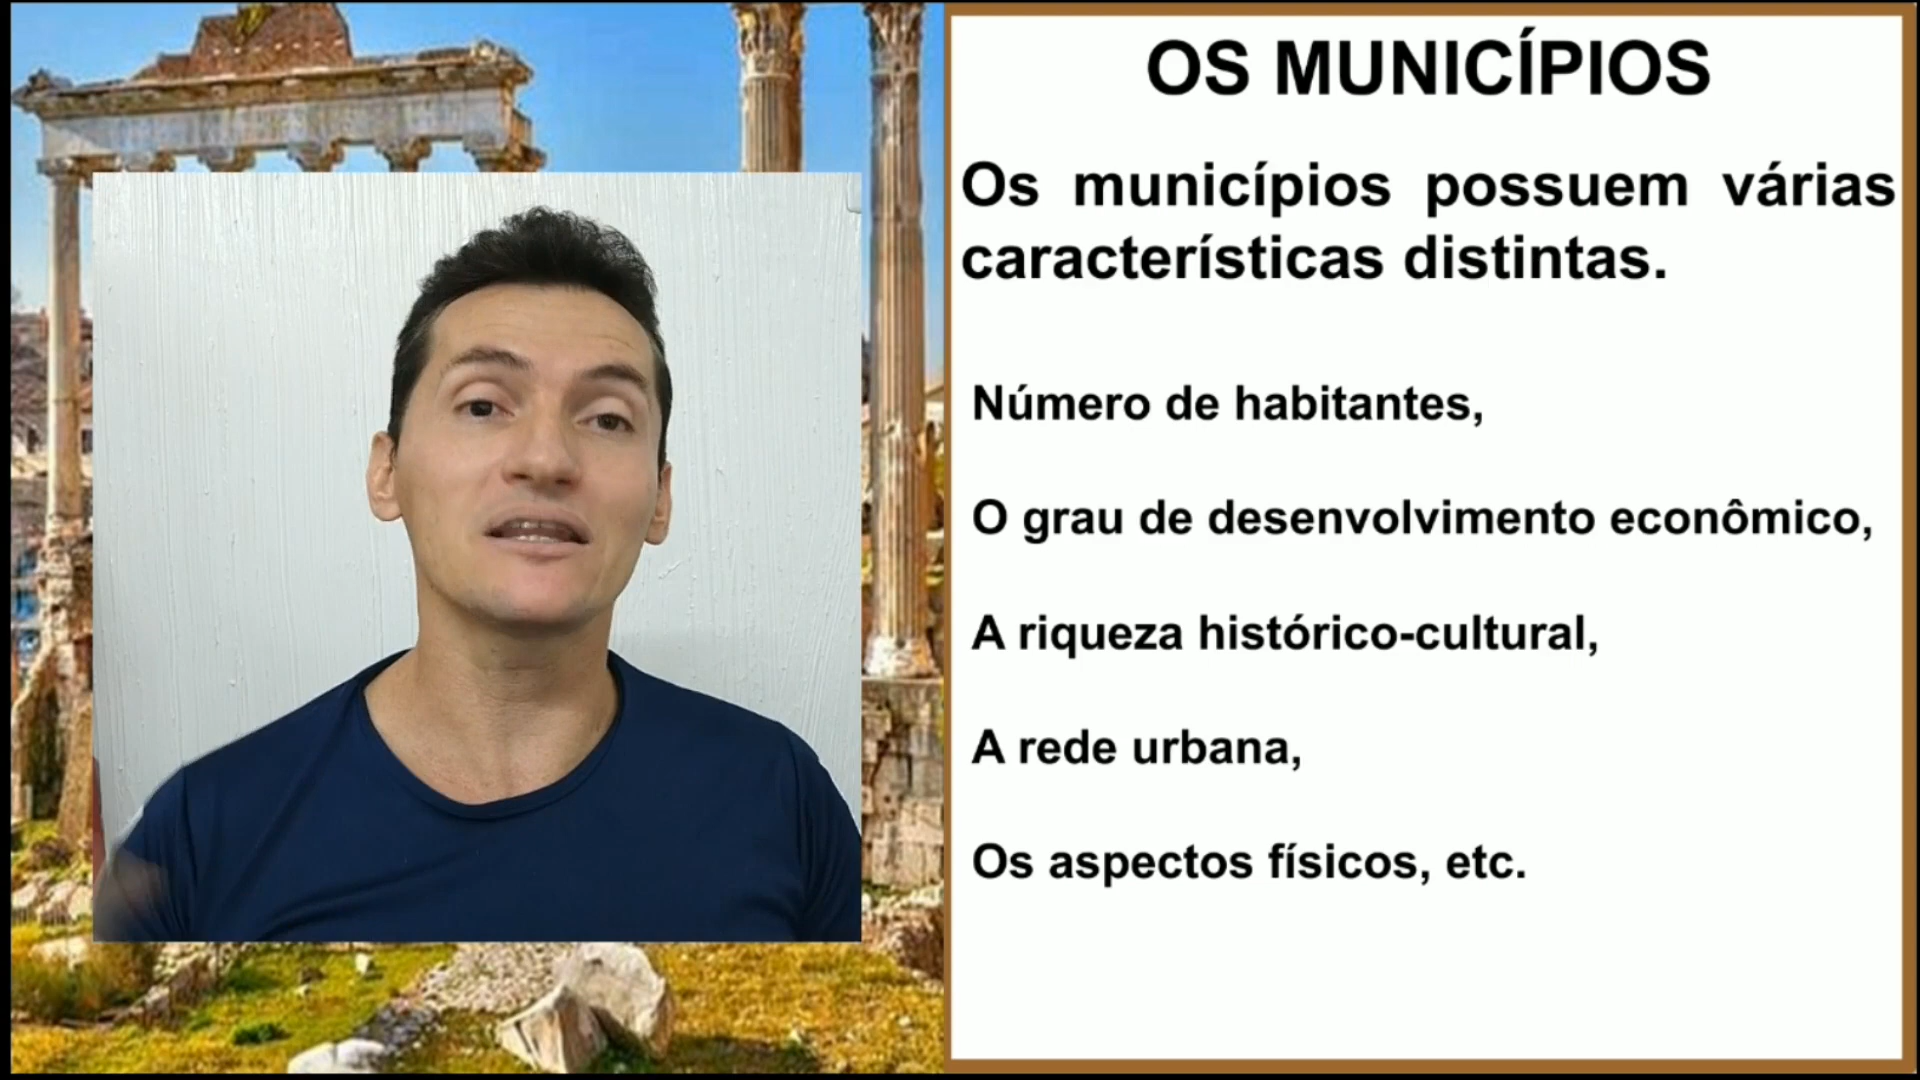 OS MUNICÍPIOS
Os municípios possuem várias
características distintas.
Número de habitantes,
O grau de desenvolvimento econômico,
A riqueza histórico-cultural,
A rede urbana,
Os aspectos físicos, etc.